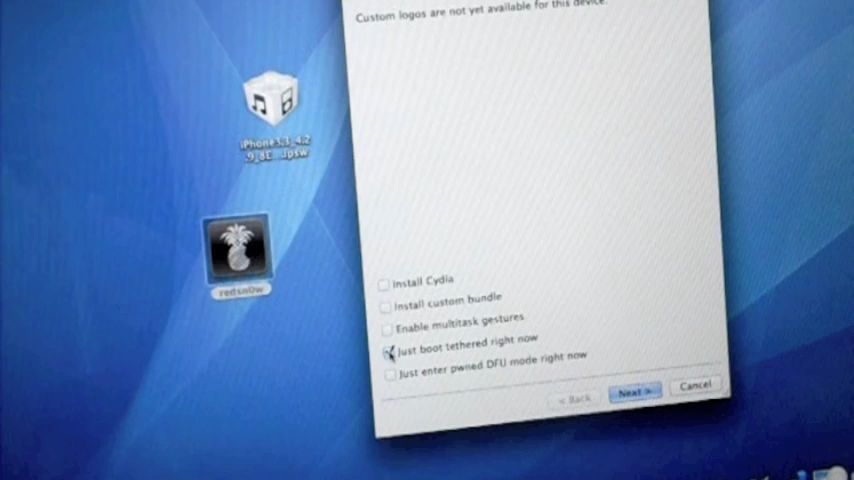 Custom logos are not yet available for this device.
iPhone3,3_4.2
.9_8E...ipsw
redsn0w
Install Cydia
Install custom bundle
Enable multitask gestures
Just boot tethered right now
Just enter pwned DFU mode right now
< Back
Next >
Cancel